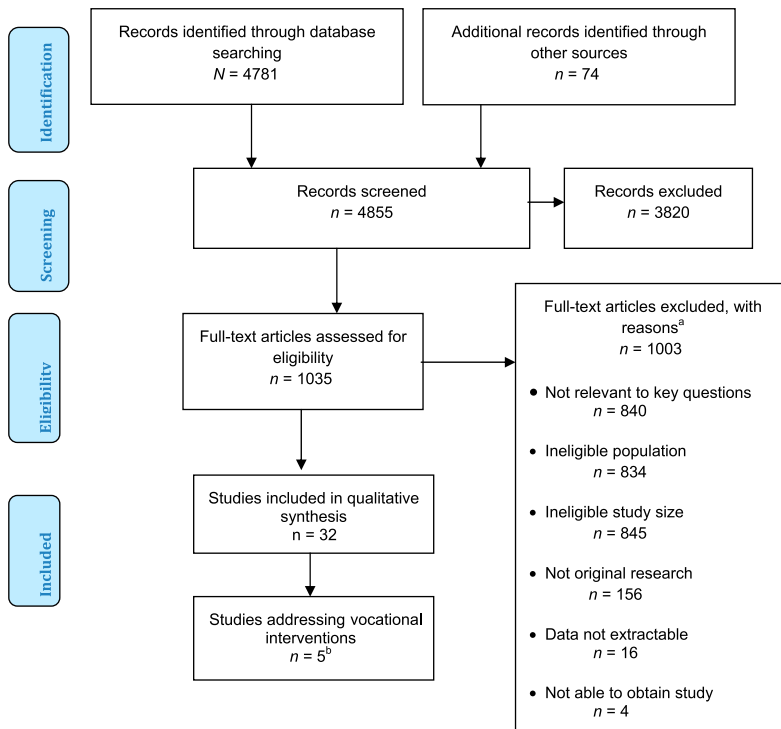 Identification
Records identified through database
searching
N = 4781
Additional records identified through
other sources
n = 74
Screening
Records screened
n = 4855
Records excluded
n = 3820
Eligibility
Full-text articles assessed for
eligibility
n = 1035
Full-text articles excluded, with
reasonsᵃ
n = 1003
• Not relevant to key questions
n = 840
• Ineligible population
n = 834
• Ineligible study size
n = 845
• Not original research
n = 156
• Data not extractable
n = 16
• Not able to obtain study
n = 4
Included
Studies included in qualitative
synthesis
n = 32
Studies addressing vocational
interventions
n = 5ᵇ